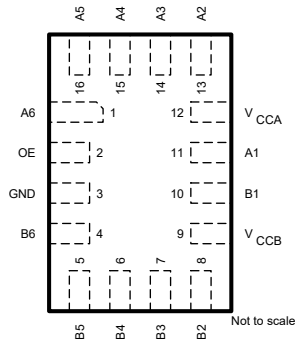 A5 A4 A3 A2
16 15 14 13
A6 1 12 VCCA
OE 2 11 A1
GND 3 10 B1
B6 4 9 VCCB
5 6 7 8
B5 B4 B3 B2
Not to scale